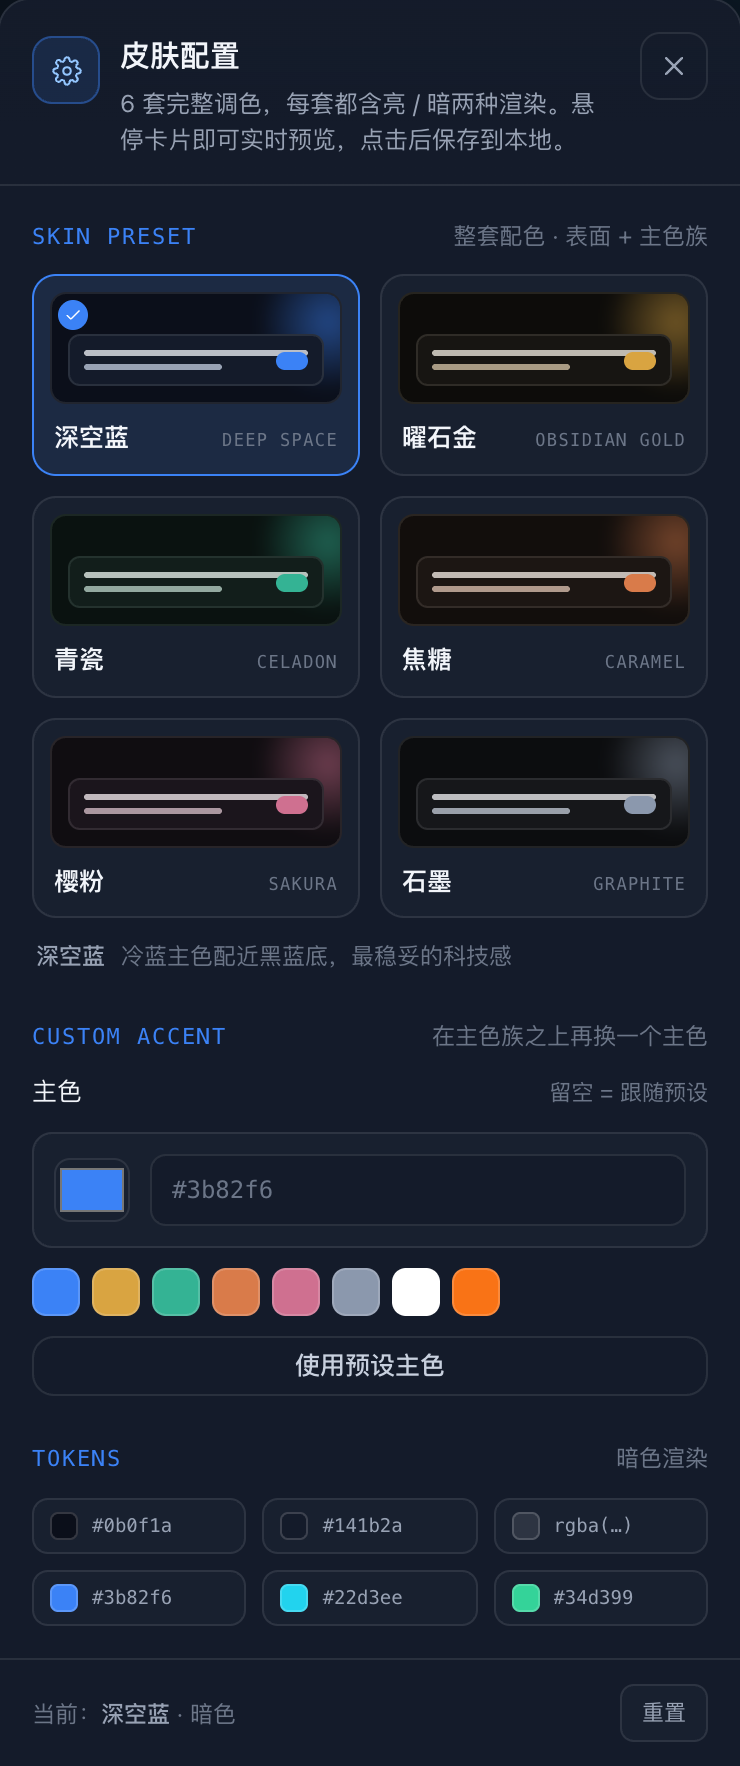 皮肤配置
6 套完整调色，每套都含亮 / 暗两种渲染。悬
停卡片即可实时预览，点击后保存到本地。
SKIN PRESET
整套配色 · 表面 + 主色族
深空蓝
DEEP SPACE
曜石金
OBSIDIAN GOLD
青瓷
CELADON
焦糖
CARAMEL
樱粉
SAKURA
石墨
GRAPHITE
深空蓝 冷蓝主色配近黑蓝底，最稳妥的科技感
CUSTOM ACCENT
在主色族之上再换一个主色
主色
留空 = 跟随预设
#3b82f6
使用预设主色
TOKENS
暗色渲染
#0b0f1a
#141b2a
rgba(…)
#3b82f6
#22d3ee
#34d399
当前：深空蓝 · 暗色
重置